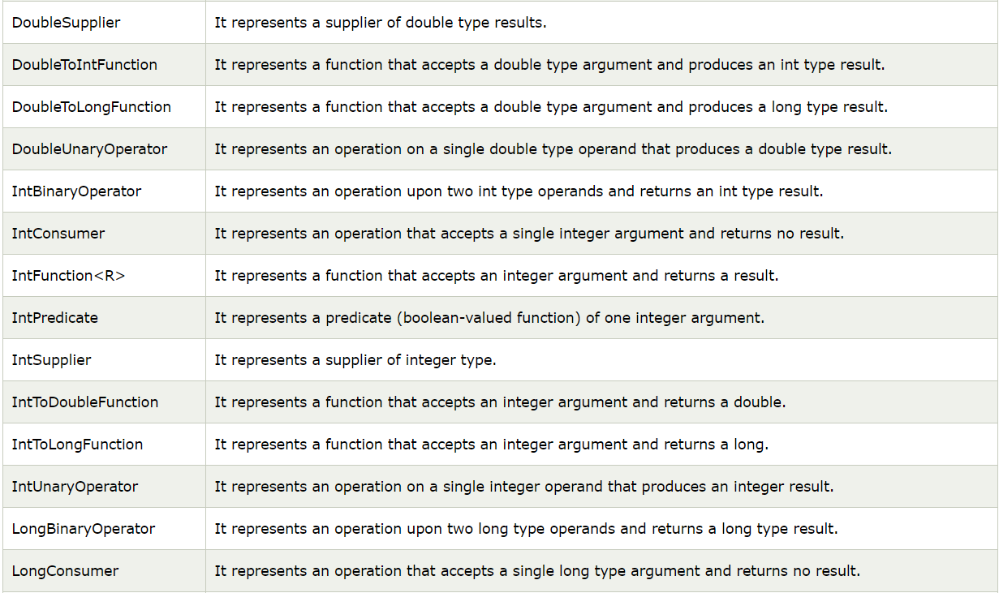 DoubleSupplier It represents a supplier of double type results.
DoubleToIntFunction It represents a function that accepts a double type argument and produces an int type result.
DoubleToLongFunction It represents a function that accepts a double type argument and produces a long type result.
DoubleUnaryOperator It represents an operation on a single double type operand that produces a double type result.
IntBinaryOperator It represents an operation upon two int type operands and returns an int type result.
IntConsumer It represents an operation that accepts a single integer argument and returns no result.
IntFunction<R> It represents a function that accepts an integer argument and returns a result.
IntPredicate It represents a predicate (boolean-valued function) of one integer argument.
IntSupplier It represents a supplier of integer type.
IntToDoubleFunction It represents a function that accepts an integer argument and returns a double.
IntToLongFunction It represents a function that accepts an integer argument and returns a long.
IntUnaryOperator It represents an operation on a single integer operand that produces an integer result.
LongBinaryOperator It represents an operation upon two long type operands and returns a long type result.
LongConsumer It represents an operation that accepts a single long type argument and returns no result.